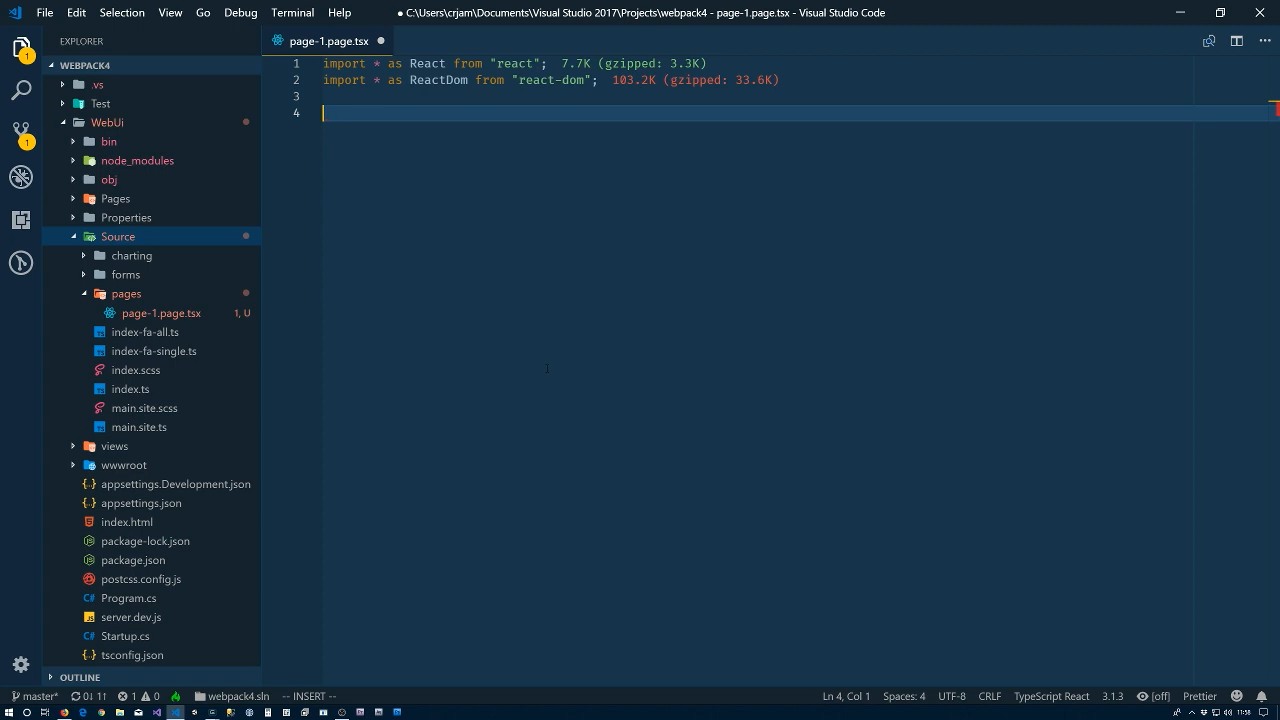 File Edit Selection View Go Debug Terminal Help
● C:\Users\crjam\Documents\Visual Studio 2017\Projects\webpack4 - page-1.page.tsx - Visual Studio Code
EXPLORER
page-1.page.tsx
WEBPACK4
.vs
Test
WebUi
bin
node_modules
obj
Pages
Properties
Source
charting
forms
pages
page-1.page.tsx 1, U
index-fa-all.ts
index-fa-single.ts
index.scss
index.ts
main.site.scss
main.site.ts
views
wwwroot
appsettings.Development.json
appsettings.json
index.html
package-lock.json
package.json
postcss.config.js
Program.cs
server.dev.js
Startup.cs
tsconfig.json
OUTLINE
1 import * as React from "react"; 7.7K (gzipped: 3.3K)
2 import * as ReactDom from "react-dom"; 103.2K (gzipped: 33.6K)
3
4
1
1
master* 0↓ 1↑ 1 0 webpack4.sln -- INSERT --
Ln 4, Col 1 Spaces: 4 UTF-8 CRLF TypeScript React 3.1.3 [off] Prettier
11:58